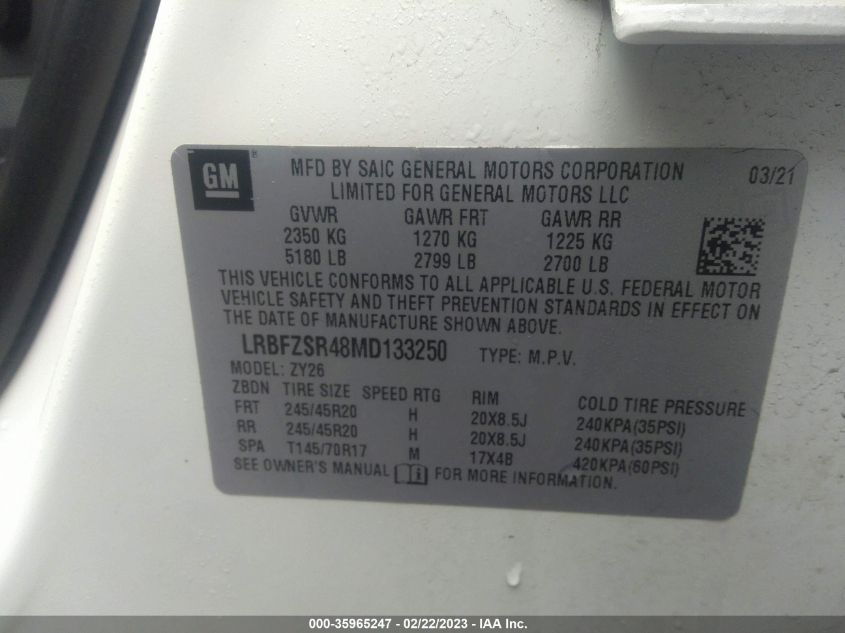 GM ®
MFD BY SAIC GENERAL MOTORS CORPORATION 03/21
LIMITED FOR GENERAL MOTORS LLC
GVWR GAWR FRT GAWR RR
2350 KG 1270 KG 1225 KG
5180 LB 2799 LB 2700 LB
THIS VEHICLE CONFORMS TO ALL APPLICABLE U.S. FEDERAL MOTOR
VEHICLE SAFETY AND THEFT PREVENTION STANDARDS IN EFFECT ON
THE DATE OF MANUFACTURE SHOWN ABOVE.
LRBFZSR48MD133250 TYPE: M.P.V.
MODEL: ZY26
ZBDN TIRE SIZE SPEED RTG RIM COLD TIRE PRESSURE
FRT 245/45R20 H 20X8.5J 240KPA(35PSI)
RR 245/45R20 H 20X8.5J 240KPA(35PSI)
SPA T145/70R17 M 17X4B 420KPA(60PSI)
SEE OWNER'S MANUAL FOR MORE INFORMATION.
000-35965247 - 02/22/2023 - IAA Inc.